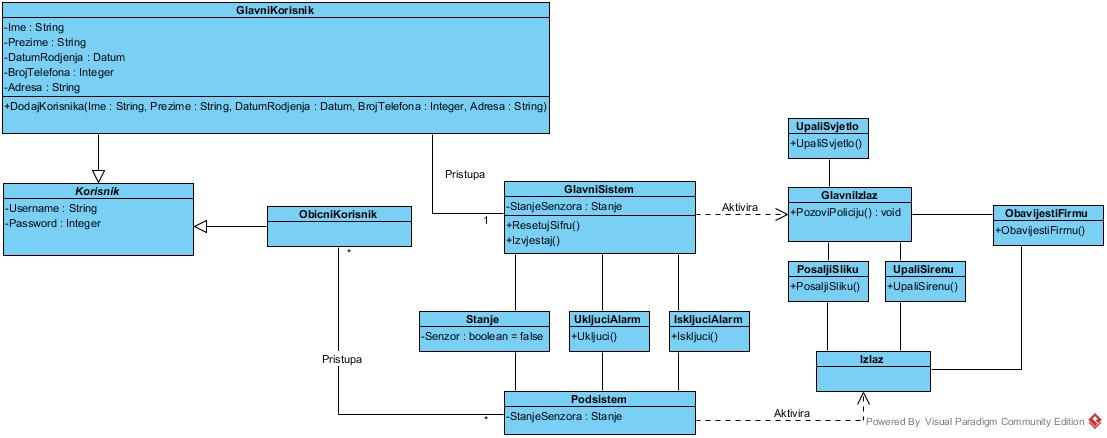 GlavniKorisnik
-Ime : String
-Prezime : String
-DatumRodjenja : Datum
-BrojTelefona : Integer
-Adresa : String
+DodajKorisnika(Ime : String, Prezime : String, DatumRodjenja : Datum, BrojTelefona : Integer, Adresa : String)
Korisnik
-Username : String
-Password : Integer
ObicniKorisnik
*
Pristupa
*
Pristupa
1
GlavniSistem
-StanjeSenzora : Stanje
+ResetujSifru()
+Izvjestaj()
Stanje
-Senzor : boolean = false
UkljuciAlarm
+Ukljuci()
IskljuciAlarm
+Iskljuci()
Podsistem
-StanjeSenzora : Stanje
Aktivira
Aktivira
UpaliSvjetlo
+UpaliSvjetlo()
GlavniIzlaz
+PozoviPoliciju() : void
ObavijestiFirmu
+ObavijestiFirmu()
PosaljiSliku
+PosaljiSliku()
UpaliSirenu
+UpaliSirenu()
Izlaz
Powered By Visual Paradigm Community Edition